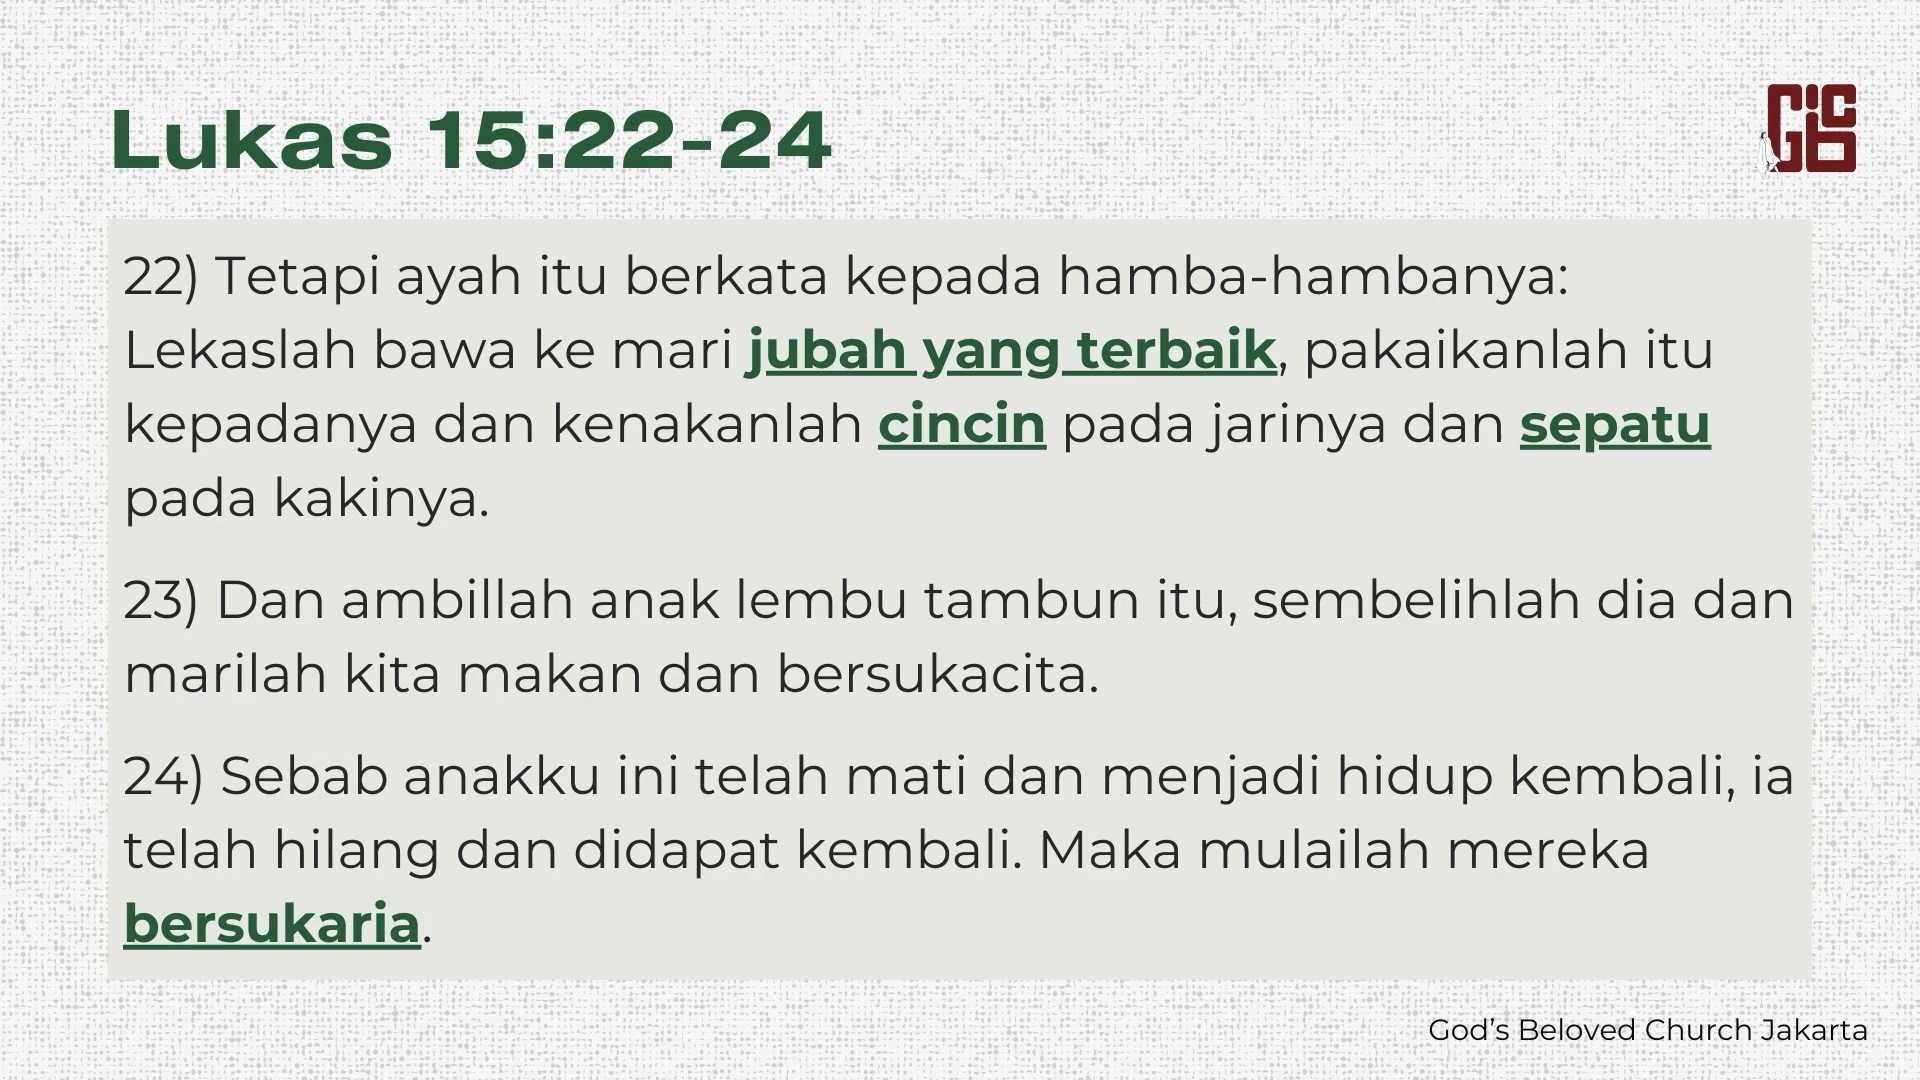 Lukas 15:22-24
22) Tetapi ayah itu berkata kepada hamba-hambanya:
Lekaslah bawa ke mari jubah yang terbaik, pakaikanlah itu
kepadanya dan kenakanlah cincin pada jarinya dan sepatu
pada kakinya.
23) Dan ambillah anak lembu tambun itu, sembelihlah dia dan
marilah kita makan dan bersukacita.
24) Sebab anakku ini telah mati dan menjadi hidup kembali, ia
telah hilang dan didapat kembali. Maka mulailah mereka
bersukaria.
God’s Beloved Church Jakarta